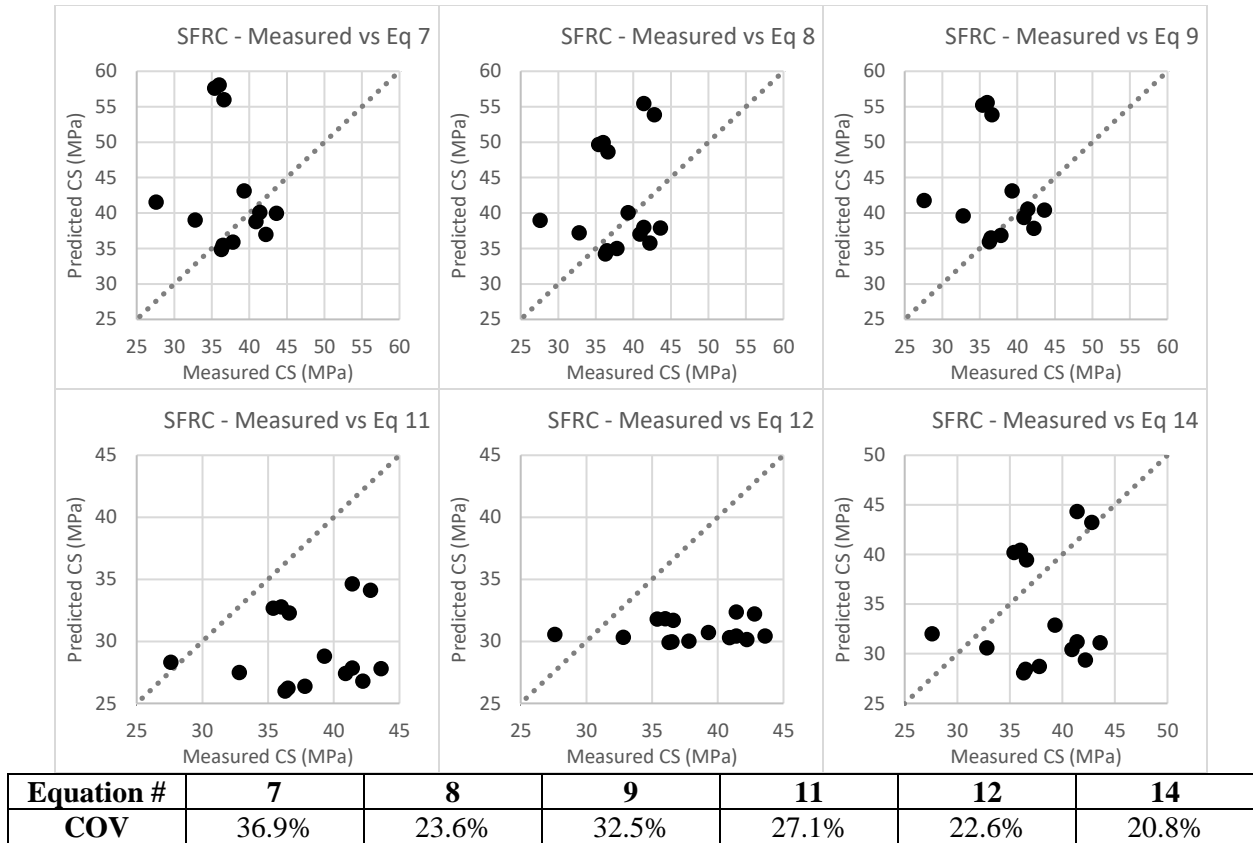 SFRC - Measured vs Eq 7
60
55
50
45
40
35
30
25
Predicted CS (MPa)
25 30 35 40 45 50 55 60
Measured CS (MPa)
SFRC - Measured vs Eq 8
60
55
50
45
40
35
30
25
Predicted CS (MPa)
25 30 35 40 45 50 55 60
Measured CS (MPa)
SFRC - Measured vs Eq 9
60
55
50
45
40
35
30
25
Predicted CS (MPa)
25 30 35 40 45 50 55 60
Measured CS (MPa)
SFRC - Measured vs Eq 11
45
40
35
30
25
Predicted CS (MPa)
25 30 35 40 45
Measured CS (MPa)
SFRC - Measured vs Eq 12
45
40
35
30
25
Predicted CS (MPa)
25 30 35 40 45
Measured CS (MPa)
SFRC - Measured vs Eq 14
50
45
40
35
30
25
Predicted CS (MPa)
25 30 35 40 45 50
Measured CS (MPa)
Equation # 7 8 9 11 12 14
COV 36.9% 23.6% 32.5% 27.1% 22.6% 20.8%